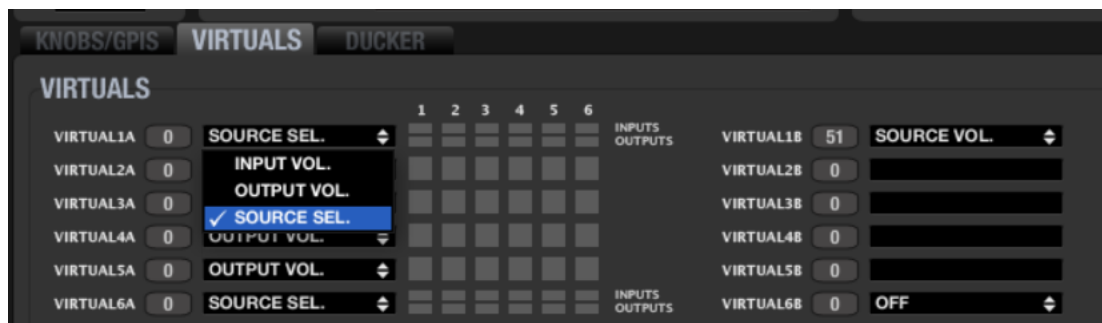 KNOBS/GPIS VIRTUALS DUCKER
VIRTUALS
1 2 3 4 5 6
VIRTUAL1A 0 SOURCE SEL. INPUTS OUTPUTS VIRTUAL1B 51 SOURCE VOL.
VIRTUAL2A 0 INPUT VOL. VIRTUAL2B 0
VIRTUAL3A 0 OUTPUT VOL. VIRTUAL3B 0
✓ SOURCE SEL.
VIRTUAL4A 0 OUTPUT VOL. VIRTUAL4B 0
VIRTUAL5A 0 OUTPUT VOL. VIRTUAL5B 0
VIRTUAL6A 0 SOURCE SEL. INPUTS OUTPUTS VIRTUAL6B 0 OFF